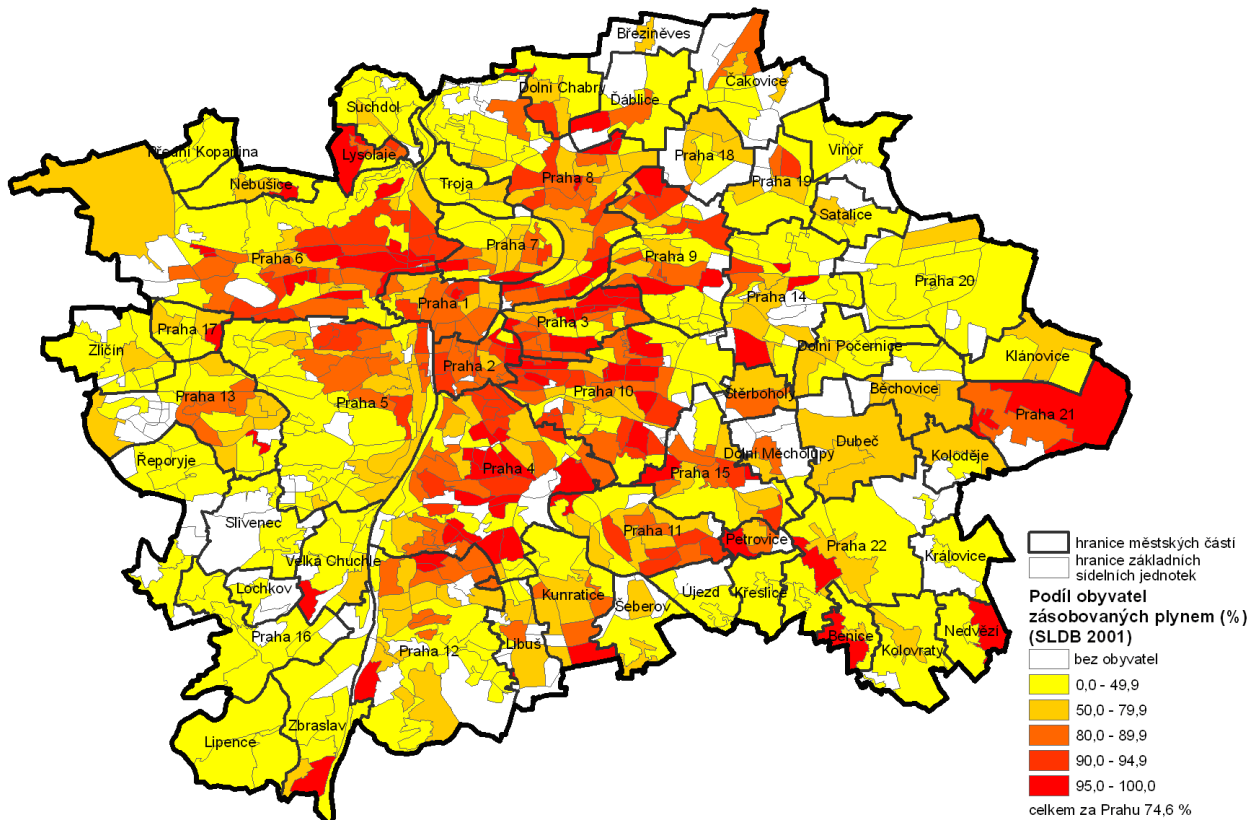 Březiněves
Dolní Chabry
Ďáblice
Čakovice
Suchdol
Přední Kopanina
Lysolaje
Nebušice
Troja
Praha 8
Praha 18
Praha 19
Vinoř
Satalice
Praha 6
Praha 7
Praha 9
Praha 20
Praha 1
Praha 14
Praha 3
Praha 17
Zličín
Praha 2
Dolní Počernice
Klánovice
Praha 13
Praha 5
Praha 10
Štěrboholy
Běchovice
Praha 21
Řeporyje
Praha 4
Praha 15
Dolní Měcholupy
Dubeč
Koloděje
Slivenec
Praha 11
Petrovice
Praha 22
Královice
Velká Chuchle
Lochkov
Kunratice
Šeberov
Újezd
Křeslice
Praha 16
Praha 12
Libuš
Benice
Kolovraty
Nedvězí
Zbraslav
Lipence
hranice městských částí
hranice základních
sídelních jednotek
Podíl obyvatel
zásobovaných plynem (%)
(SLDB 2001)
bez obyvatel
0,0 - 49,9
50,0 - 79,9
80,0 - 89,9
90,0 - 94,9
95,0 - 100,0
celkem za Prahu 74,6 %